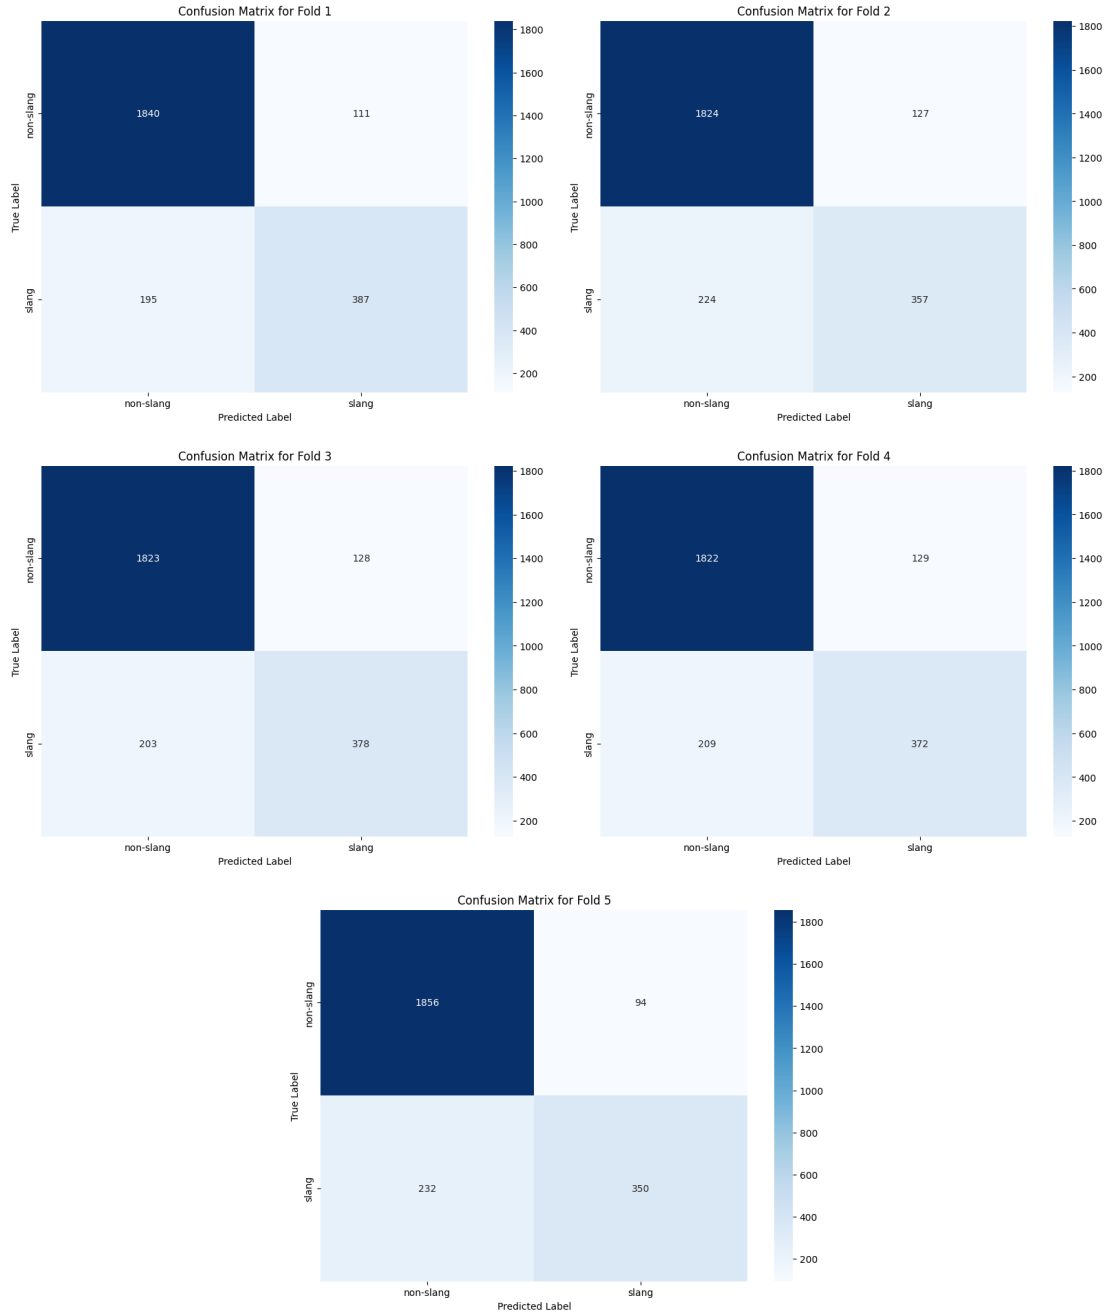 Confusion Matrix for Fold 1
non-slang
slang
True Label
1840
111
195
387
non-slang
slang
Predicted Label
1800
1600
1400
1200
1000
800
600
400
200
Confusion Matrix for Fold 2
non-slang
slang
True Label
1824
127
224
357
non-slang
slang
Predicted Label
1800
1600
1400
1200
1000
800
600
400
200
Confusion Matrix for Fold 3
non-slang
slang
True Label
1823
128
203
378
non-slang
slang
Predicted Label
1800
1600
1400
1200
1000
800
600
400
200
Confusion Matrix for Fold 4
non-slang
slang
True Label
1822
129
209
372
non-slang
slang
Predicted Label
1800
1600
1400
1200
1000
800
600
400
200
Confusion Matrix for Fold 5
non-slang
slang
True Label
1856
94
232
350
non-slang
slang
Predicted Label
1800
1600
1400
1200
1000
800
600
400
200